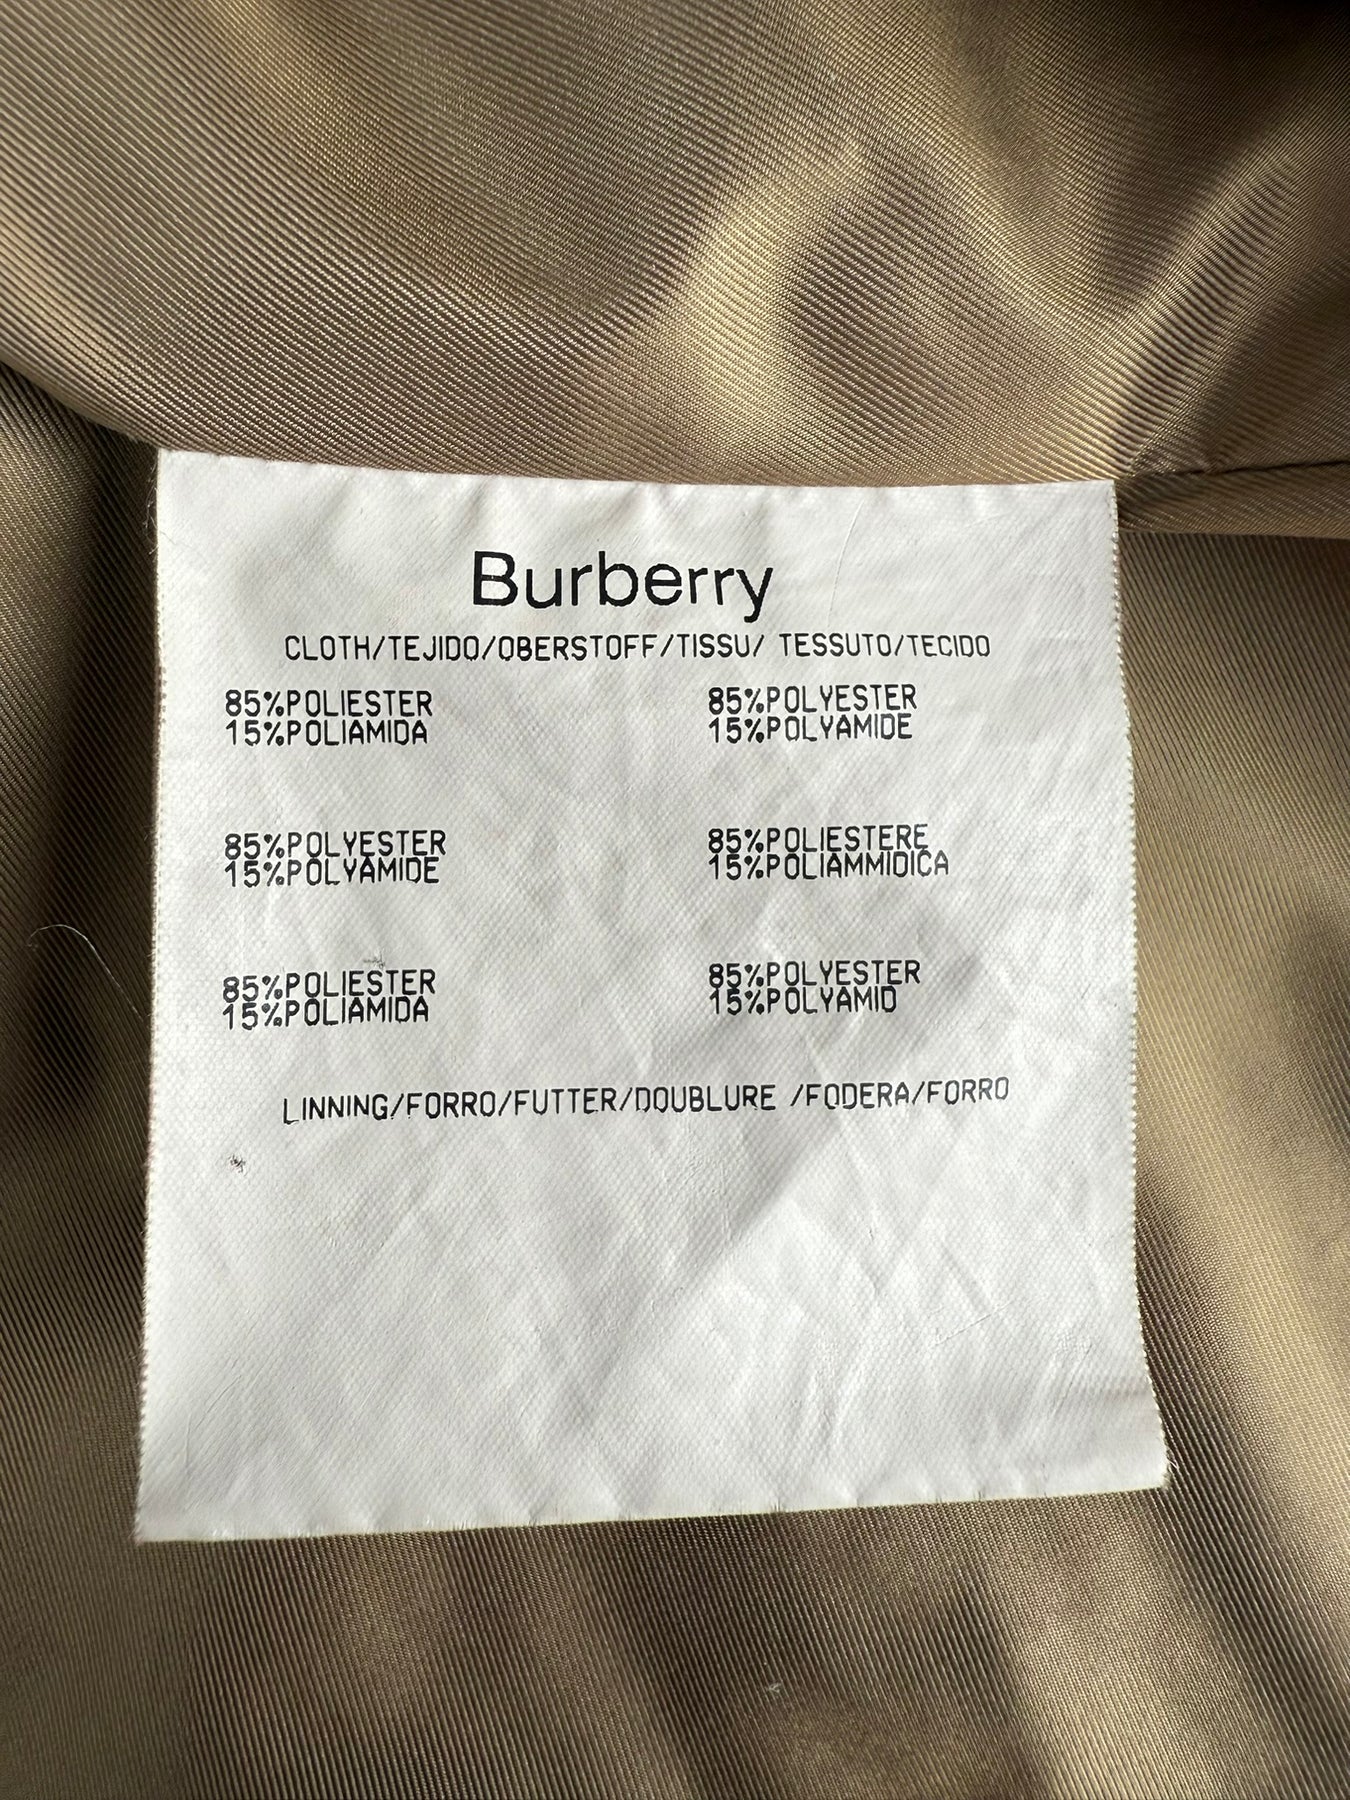 Burberry
CLOTH/TEJIDO/OBERSTOFF/TISSU/ TESSUTO/TECIDO
85%POLIESTER
15%POLIAMIDA
85%POLYESTER
15%POLYAMIDE
85%POLYESTER
15%POLYAMIDE
85%POLIESTERE
15%POLIAMMIDICA
85%POLIESTER
15%POLIAMIDA
85%POLYESTER
15%POLYAMID
LINNING/FORRO/FUTTER/DOUBLURE /FODERA/FORRO